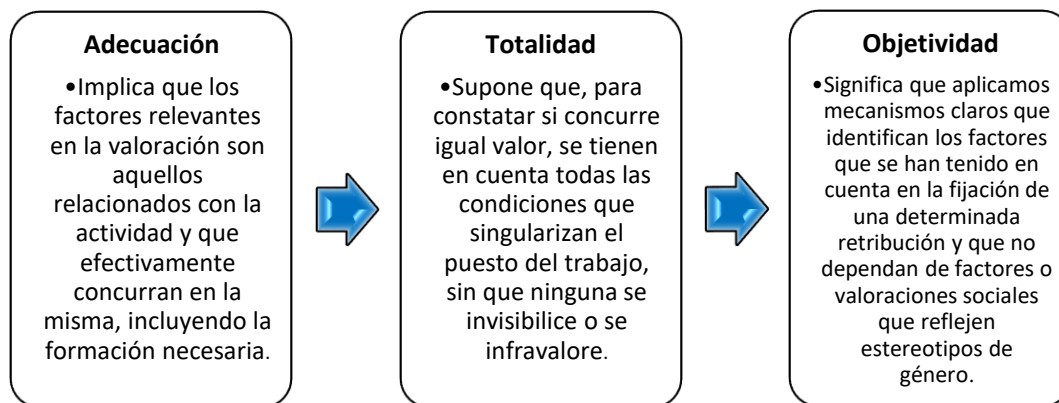 Adecuación
•Implica que los
factores relevantes
en la valoración son
aquellos
relacionados con la
actividad y que
efectivamente
concurran en la
misma, incluyendo la
formación necesaria.
Totalidad
•Supone que, para
constatar si concurre
igual valor, se tienen
en cuenta todas las
condiciones que
singularizan el
puesto del trabajo,
sin que ninguna se
invisibilice o se
infravalore.
Objetividad
•Significa que aplicamos
mecanismos claros que
identifican los factores
que se han tenido en
cuenta en la fijación de
una determinada
retribución y que no
dependan de factores o
valoraciones sociales
que reflejen
estereotipos de
género.